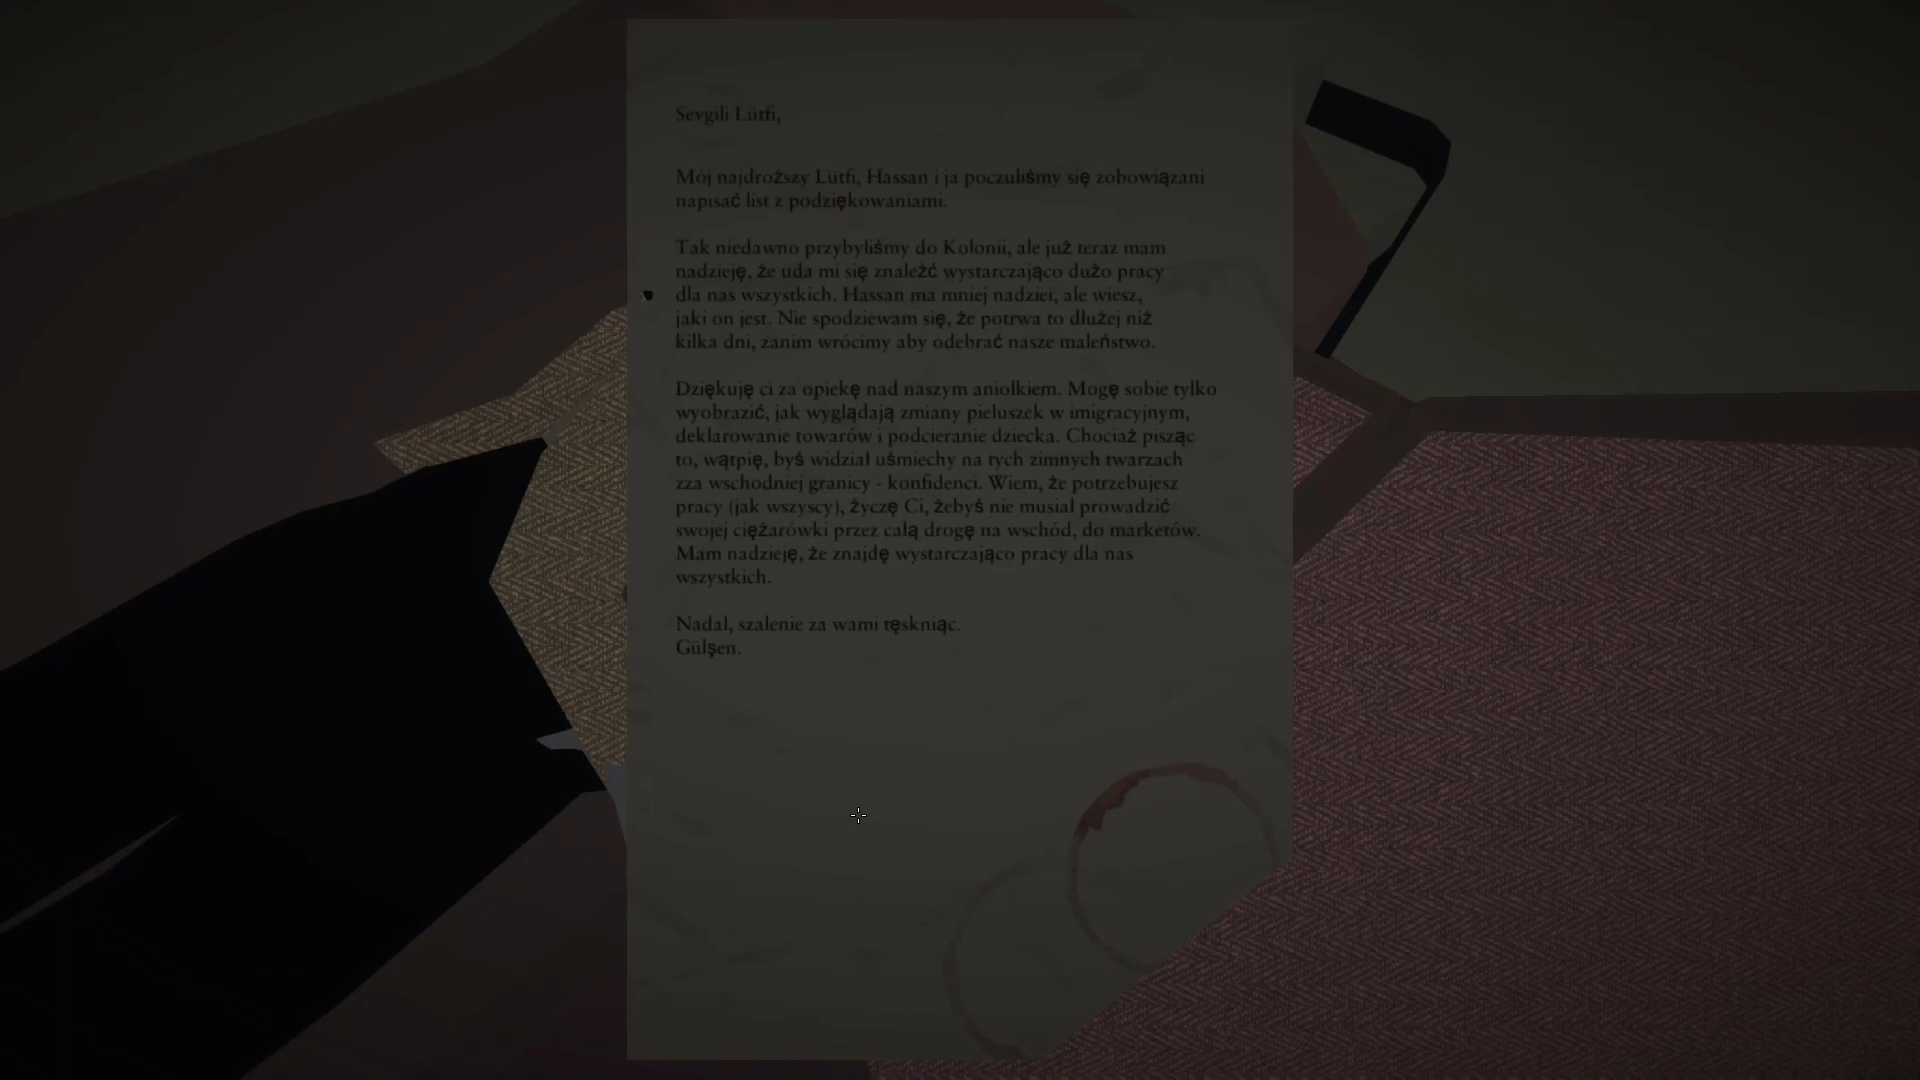 Sevgili Lütfi,
Mój najdroższy Lütfi, Hassan i ja poczuliśmy się zobowiązani
napisać list z podziękowaniami.
Tak niedawno przybyliśmy do Kolonii, ale już teraz mam
nadzieję, że uda mi się znaleźć wystarczająco dużo pracy
dla nas wszystkich. Hassan ma mniej nadziei, ale wiesz,
jaki on jest. Nie spodziewam się, że potrwa to dłużej niż
kilka dni, zanim wrócimy aby odebrać nasze maleństwo.
Dziękuję ci za opiekę nad naszym aniołkiem. Mogę sobie tylko
wyobrazić, jak wyglądają zmiany pieluszek w imigracyjnym,
deklarowanie towarów i podcieranie dziecka. Chociaż pisząc
to, wątpię, byś widział uśmiechy na tych zimnych twarzach
zza wschodniej granicy - konfidenci. Wiem, że potrzebujesz
pracy (jak wszyscy), życzę Ci, żebyś nie musiał prowadzić
swojej ciężarówki przez całą drogę na wschód, do marketów.
Mam nadzieję, że znajdę wystarczająco pracy dla nas
wszystkich.
Nadal, szalenie za wami tęskniąc.
Gülşen.